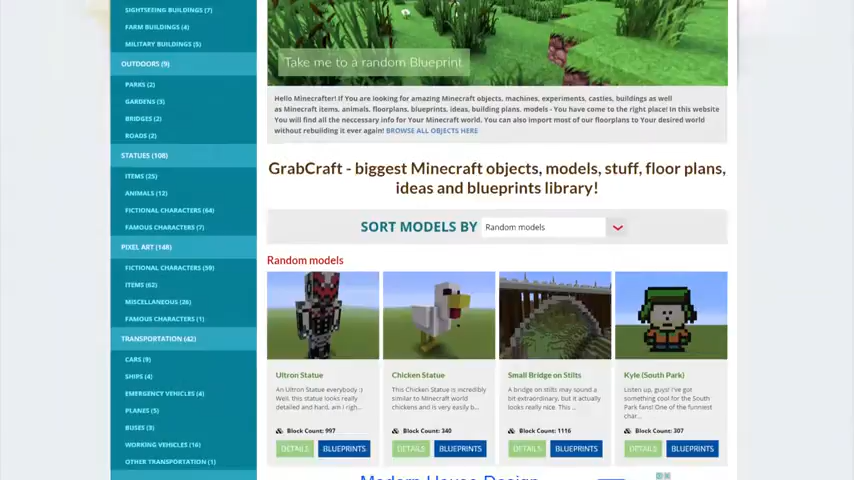 SIGHTSEEING BUILDINGS (7)
FARM BUILDINGS (4)
MILITARY BUILDINGS (5)
OUTDOORS (9)
PARKS (2)
GARDENS (3)
BRIDGES (2)
ROADS (2)
STATUES (108)
ITEMS (25)
ANIMALS (12)
FICTIONAL CHARACTERS (64)
FAMOUS CHARACTERS (7)
PIXEL ART (148)
FICTIONAL CHARACTERS (59)
ITEMS (62)
MISCELLANEOUS (26)
FAMOUS CHARACTERS (1)
TRANSPORTATION (42)
CARS (9)
SHIPS (4)
EMERGENCY VEHICLES (4)
PLANES (5)
BUSES (3)
WORKING VEHICLES (16)
OTHER TRANSPORTATION (1)
Take me to a random Blueprint
Hello Minecrafter! If You are looking for amazing Minecraft objects, machines, experiments, castles, buildings as well
as Minecraft items, animals, floorplans, blueprints, ideas, building plans, models - You have come to the right place! In this website
You will find all the neccessary info for Your Minecraft world. You can also import most of our floorplans to Your desired world
without rebuilding it ever again! BROWSE ALL OBJECTS HERE
GrabCraft - biggest Minecraft objects, models, stuff, floor plans,
ideas and blueprints library!
SORT MODELS BY Random models
Random models
Ultron Statue
An Ultron Statue everybody :)
Well, this statue looks really
detailed and hard, am I righ...
Block Count: 997
DETAILS BLUEPRINTS
Chicken Statue
This Chicken Statue is incredibly
similar to Minecraft world
chickens and is very easily b...
Block Count: 340
DETAILS BLUEPRINTS
Small Bridge on Stilts
A bridge on stilts may sound a
bit extraordinary, but it actually
looks really nice. This ...
Block Count: 1116
DETAILS BLUEPRINTS
Kyle (South Park)
Listen up, guys! I've got
something cool for the South
Park fans! One of the funniest
char...
Block Count: 307
DETAILS BLUEPRINTS
Modern House Design